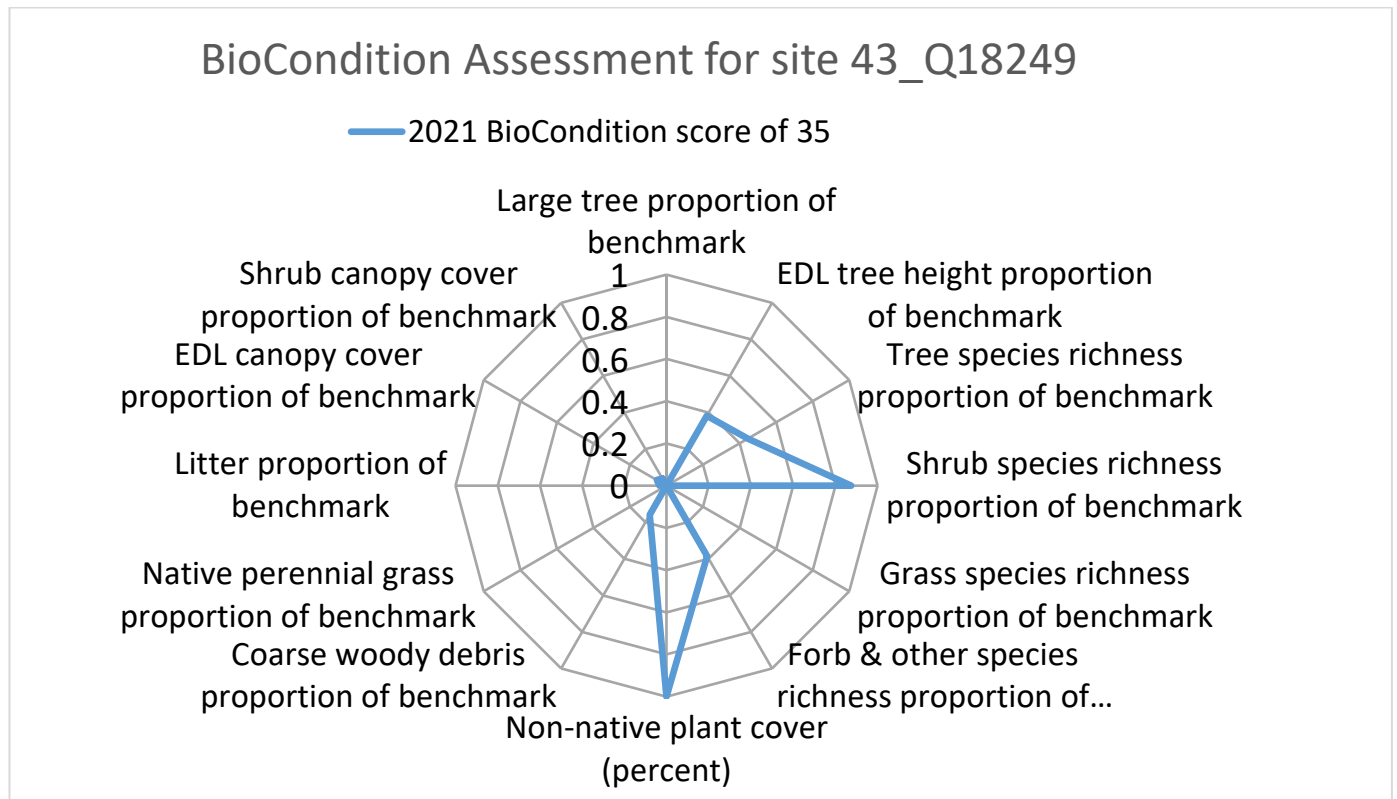 BioCondition Assessment for site 43_Q18249
2021 BioCondition score of 35
Large tree proportion of
benchmark
EDL tree height proportion
of benchmark
Tree species richness
proportion of benchmark
Shrub species richness
proportion of benchmark
Grass species richness
proportion of benchmark
Forb & other species
richness proportion of...
Non-native plant cover
(percent)
Coarse woody debris
proportion of benchmark
Native perennial grass
proportion of benchmark
Litter proportion of
benchmark
EDL canopy cover
proportion of benchmark
Shrub canopy cover
proportion of benchmark
1
0.8
0.6
0.4
0.2
0